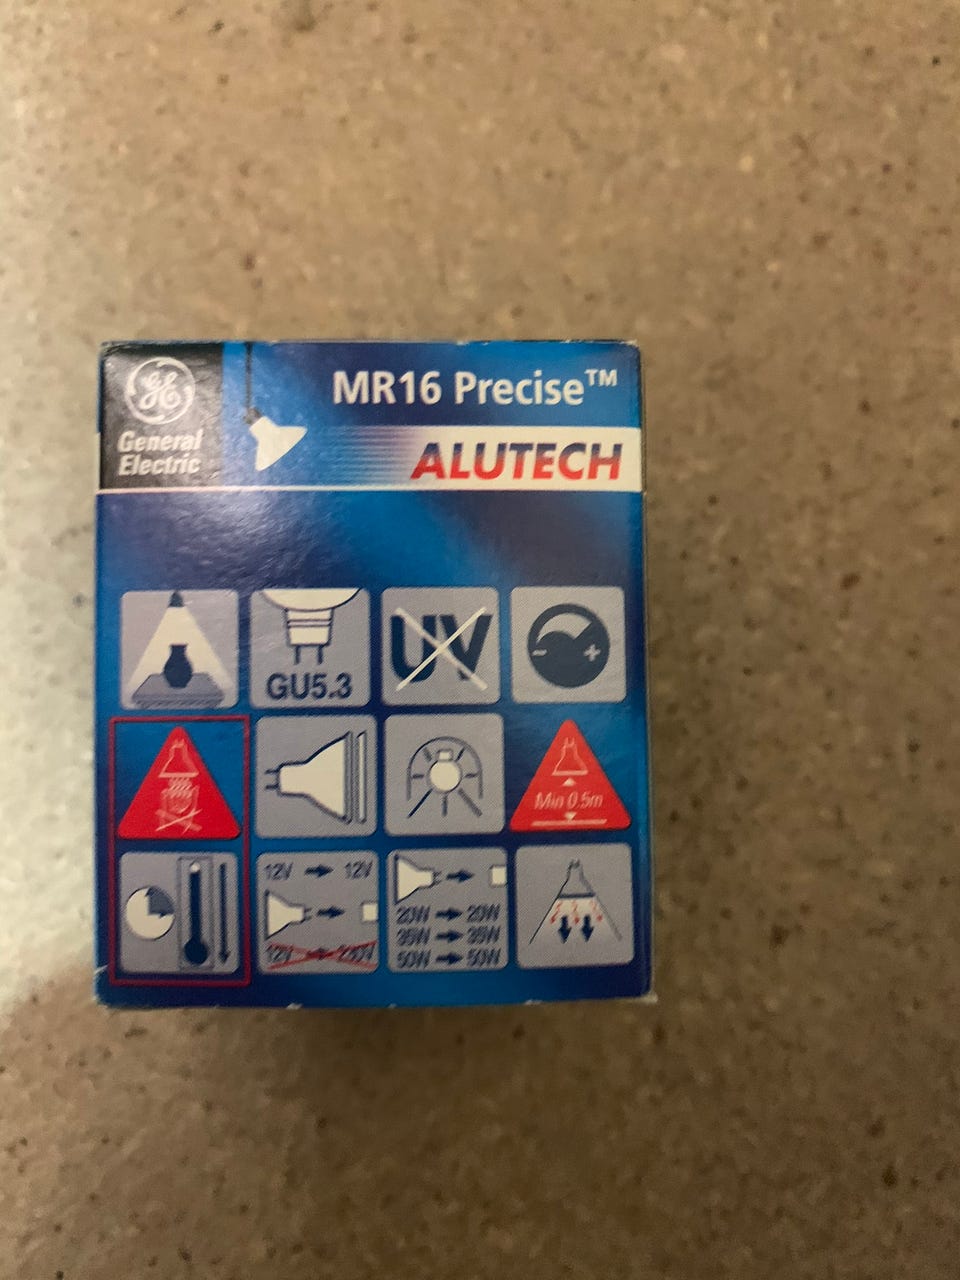 GE
General
Electric
MR16 Precise™
ALUTECH
GU5.3
UV
- +
Min 0.5m
12V → 12V
12V → 230V
20W → 20W
35W → 35W
50W → 50W